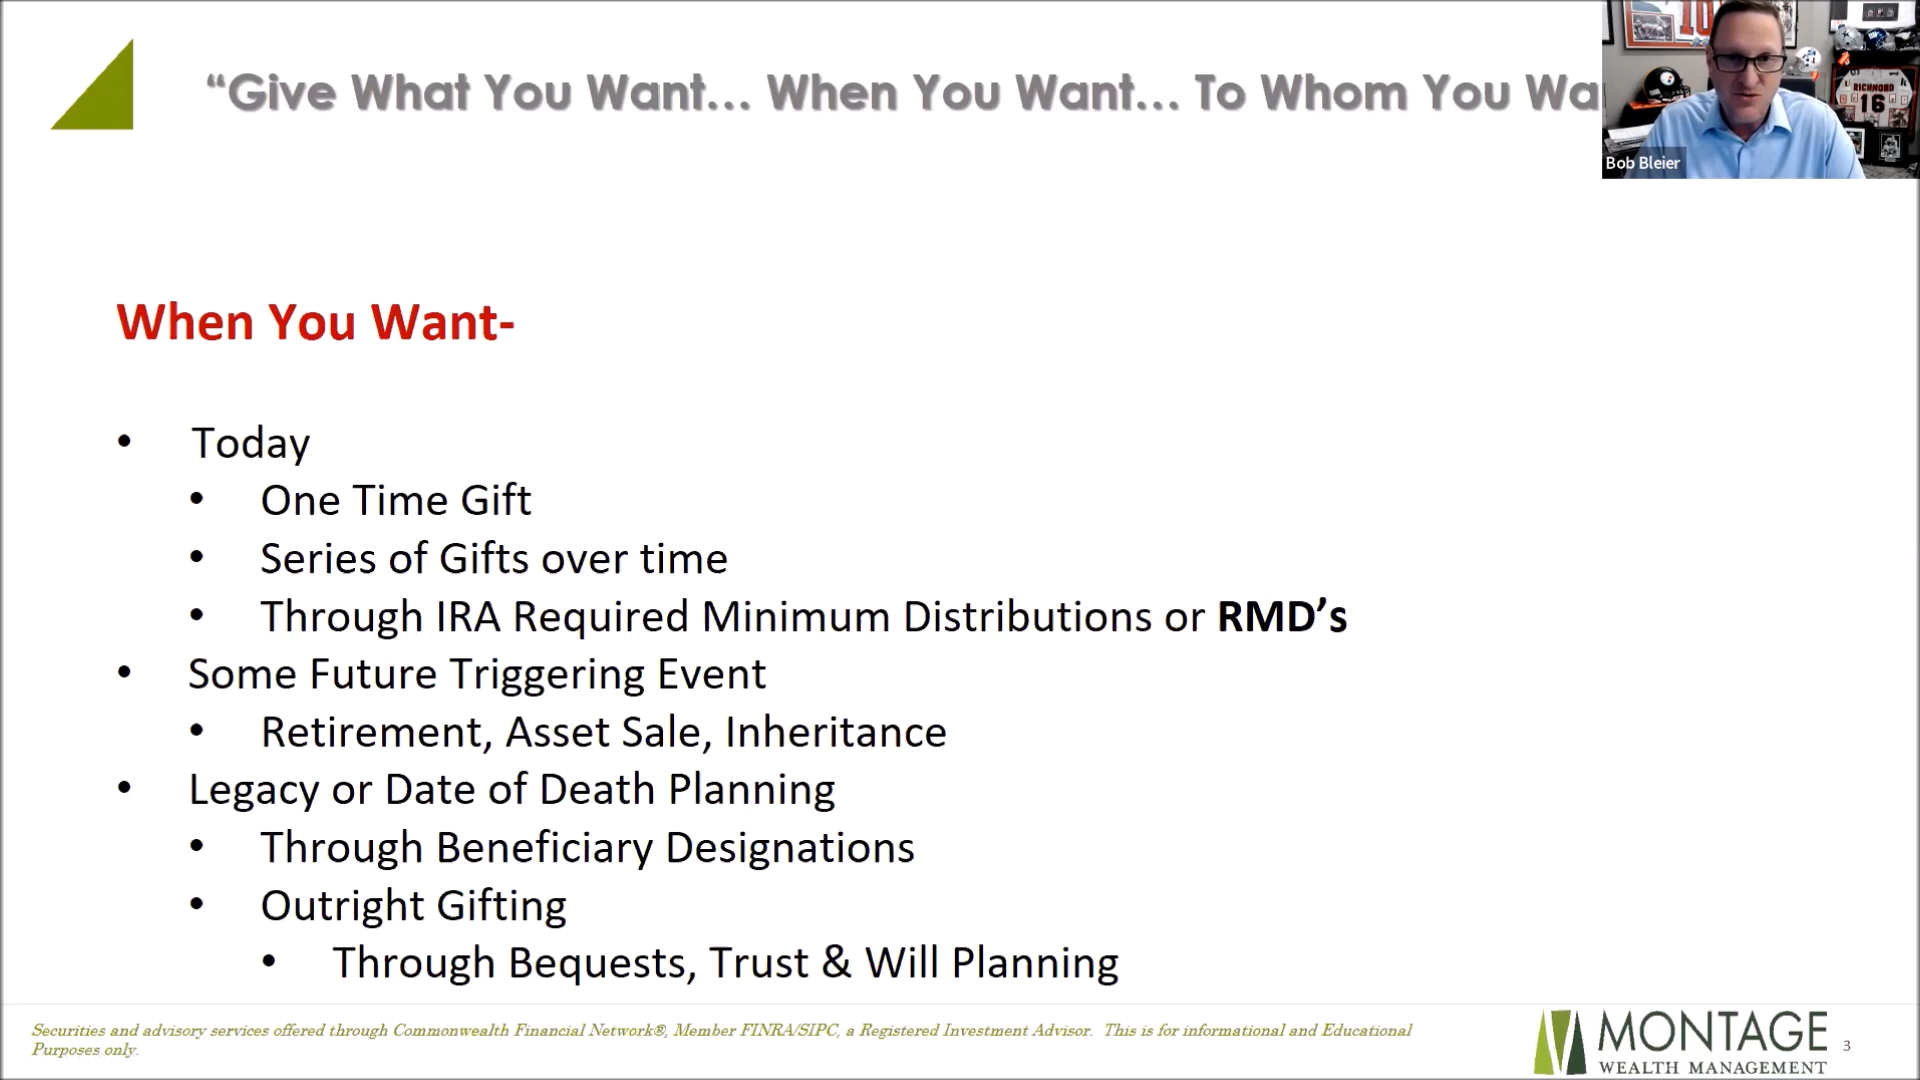 “Give What You Want... When You Want... To Whom You Wa
RICHMOND
16
Bob Bleier
When You Want-
• Today
• One Time Gift
• Series of Gifts over time
• Through IRA Required Minimum Distributions or RMD’s
• Some Future Triggering Event
• Retirement, Asset Sale, Inheritance
• Legacy or Date of Death Planning
• Through Beneficiary Designations
• Outright Gifting
• Through Bequests, Trust & Will Planning
Securities and advisory services offered through Commonwealth Financial Network®, Member FINRA/SIPC, a Registered Investment Advisor. This is for informational and Educational
Purposes only.
MONTAGE
WEALTH MANAGEMENT
3